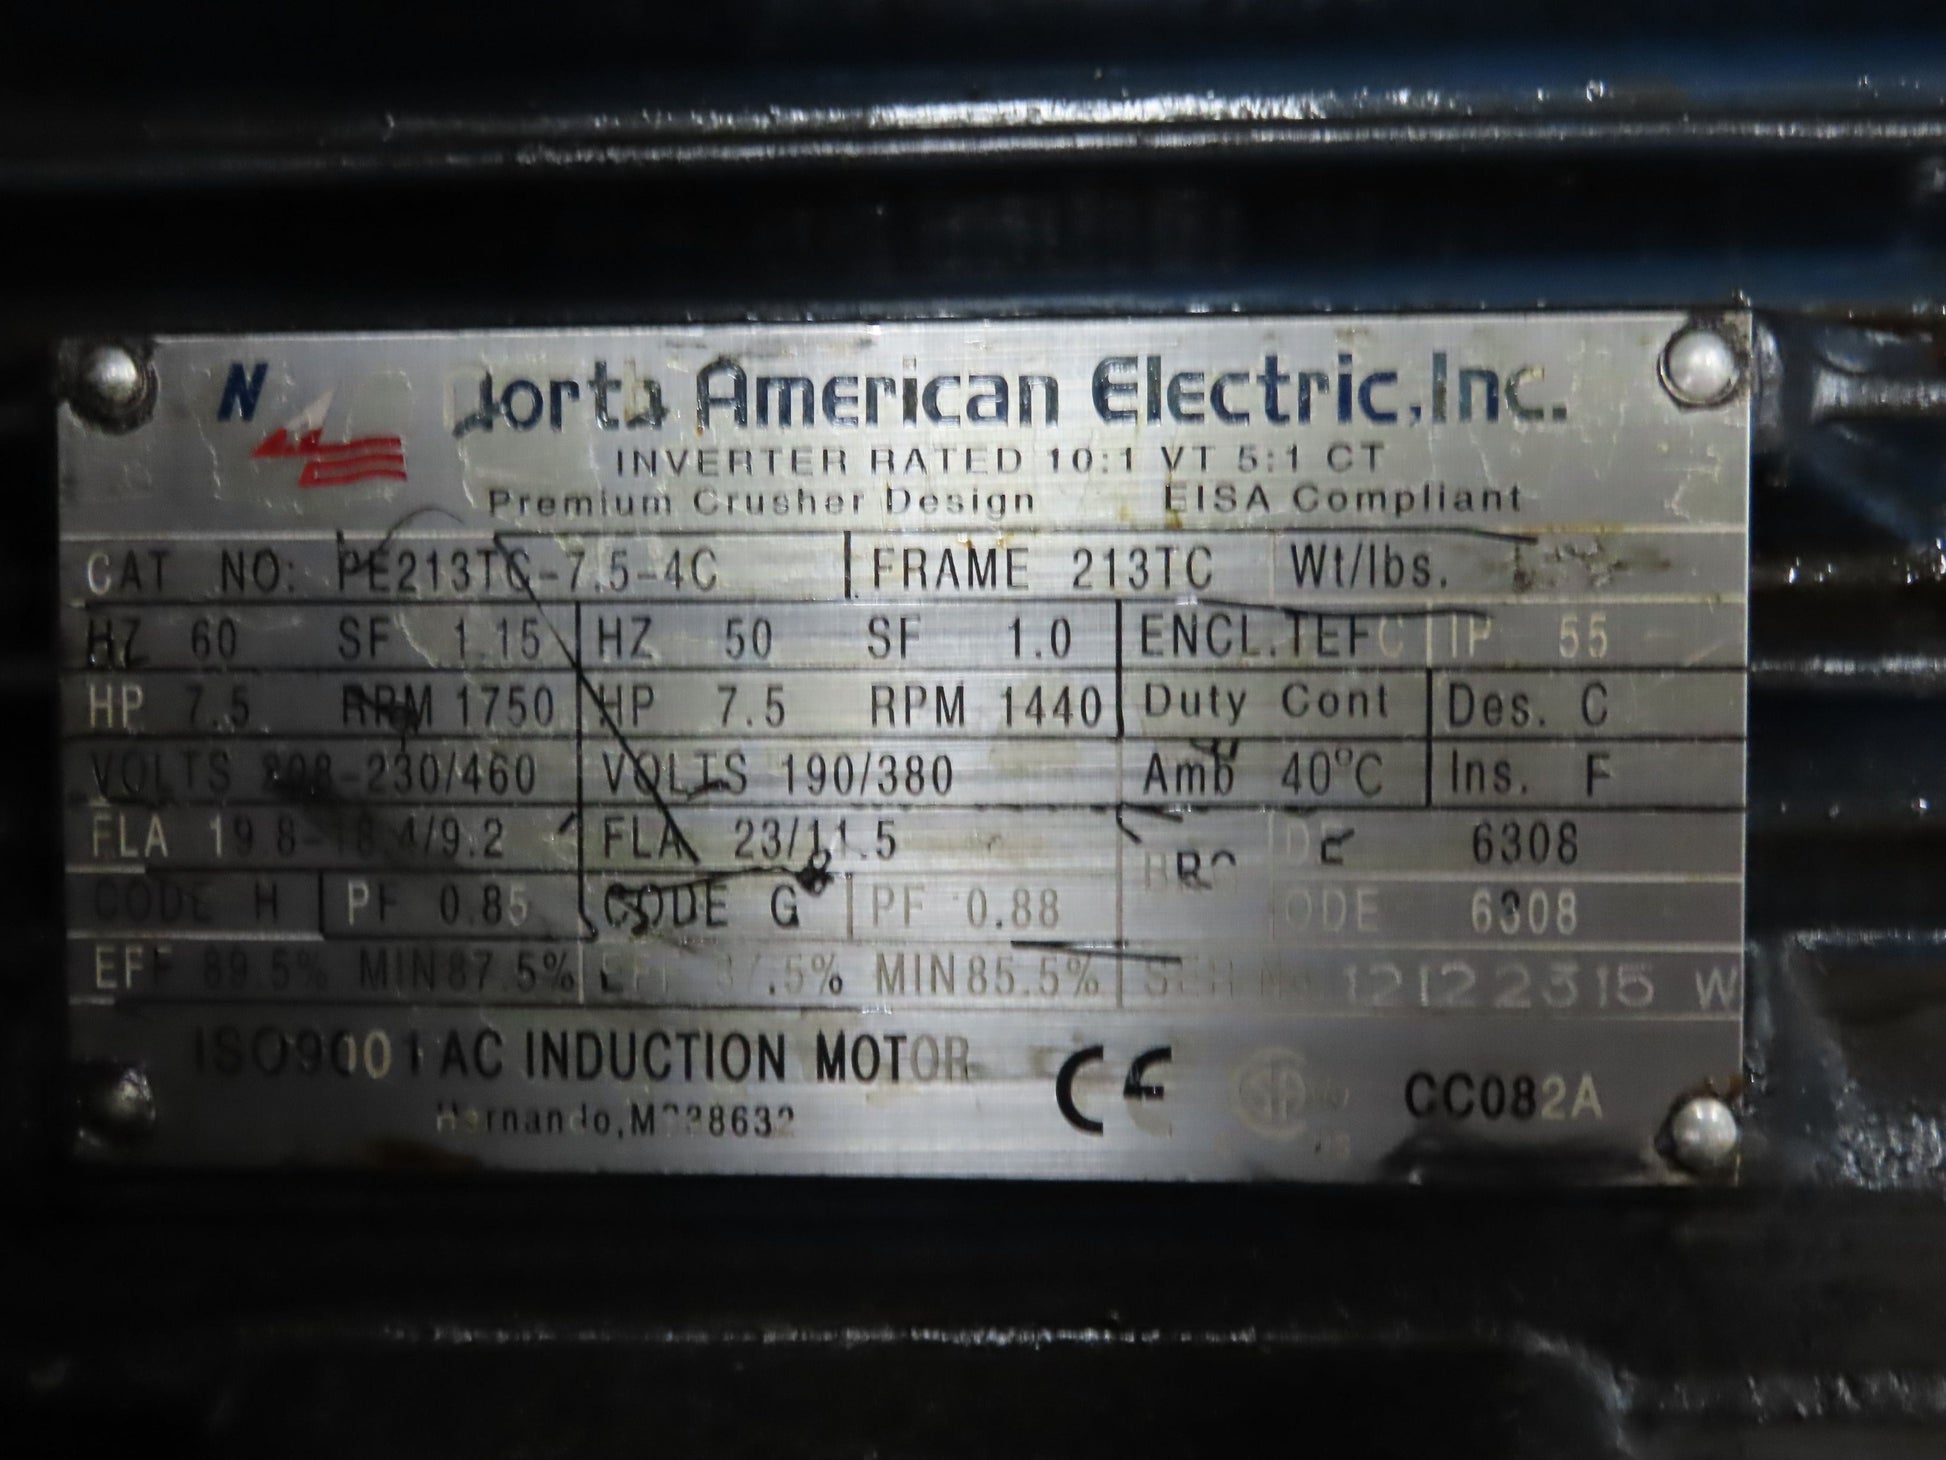 N
North American Electric, Inc.
INVERTER RATED 10:1 VT 5:1 CT
Premium Crusher Design EISA Compliant
CAT NO: PE213TC-7.5-4C FRAME 213TC Wt/lbs.
HZ 60 SF 1.15 HZ 50 SF 1.0 ENCL.TEFC IP 55
HP 7.5 RPM 1750 HP 7.5 RPM 1440 Duty Cont Des. C
VOLTS 208-230/460 VOLTS 190/380 Amb 40°C Ins. F
FLA 19.8-18.4/9.2 FLA 23/11.5 DE 6308
CODE H PF 0.85 CODE G PF 0.88 ODE 6308
EFF 89.5% MIN87.5% EFF 87.5% MIN85.5% 12122315 W
ISO9001 AC INDUCTION MOTOR CE CC082A
Hernando,MS38632